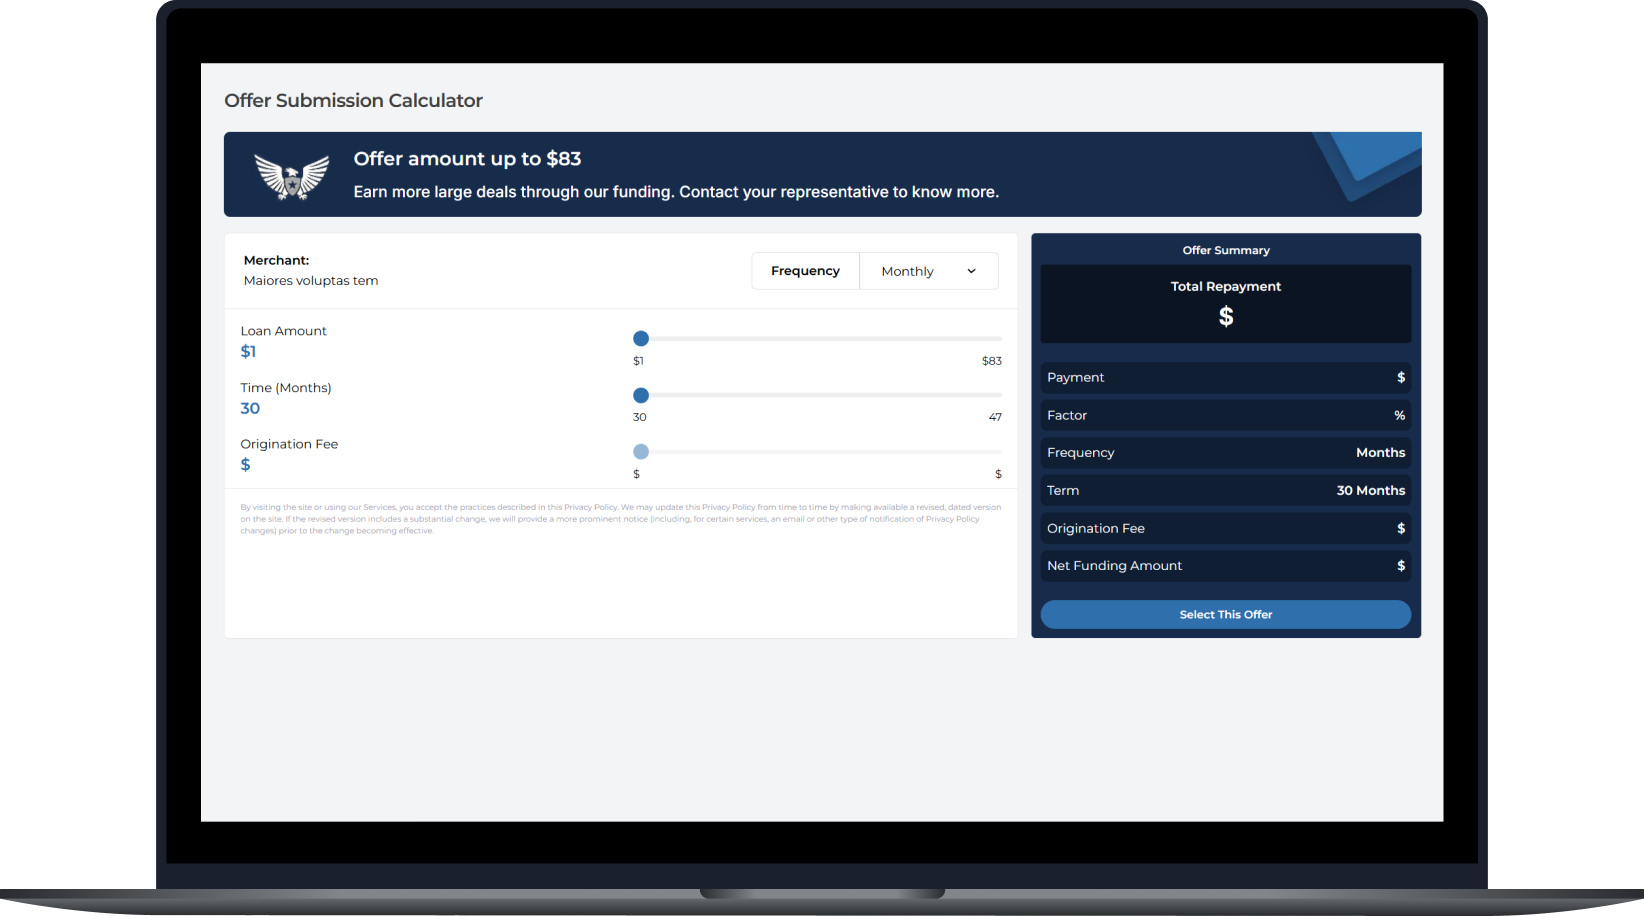 Offer Submission Calculator
Offer amount up to $83
Earn more large deals through our funding. Contact your representative to know more.
Merchant:
Maiores voluptas tem
Frequency
Monthly
Loan Amount
$1
$1
$83
Time (Months)
30
30
47
Origination Fee
$
$
$
By visiting the site or using our Services, you accept the practices described in this Privacy Policy. We may update this Privacy Policy from time to time by making available a revised, dated version
on the site. If the revised version includes a substantial change, we will provide a more prominent notice (including, for certain services, an email or other type of notification of Privacy Policy
changes) prior to the change becoming effective.
Offer Summary
Total Repayment
$
Payment $
Factor %
Frequency Months
Term 30 Months
Origination Fee $
Net Funding Amount $
Select This Offer